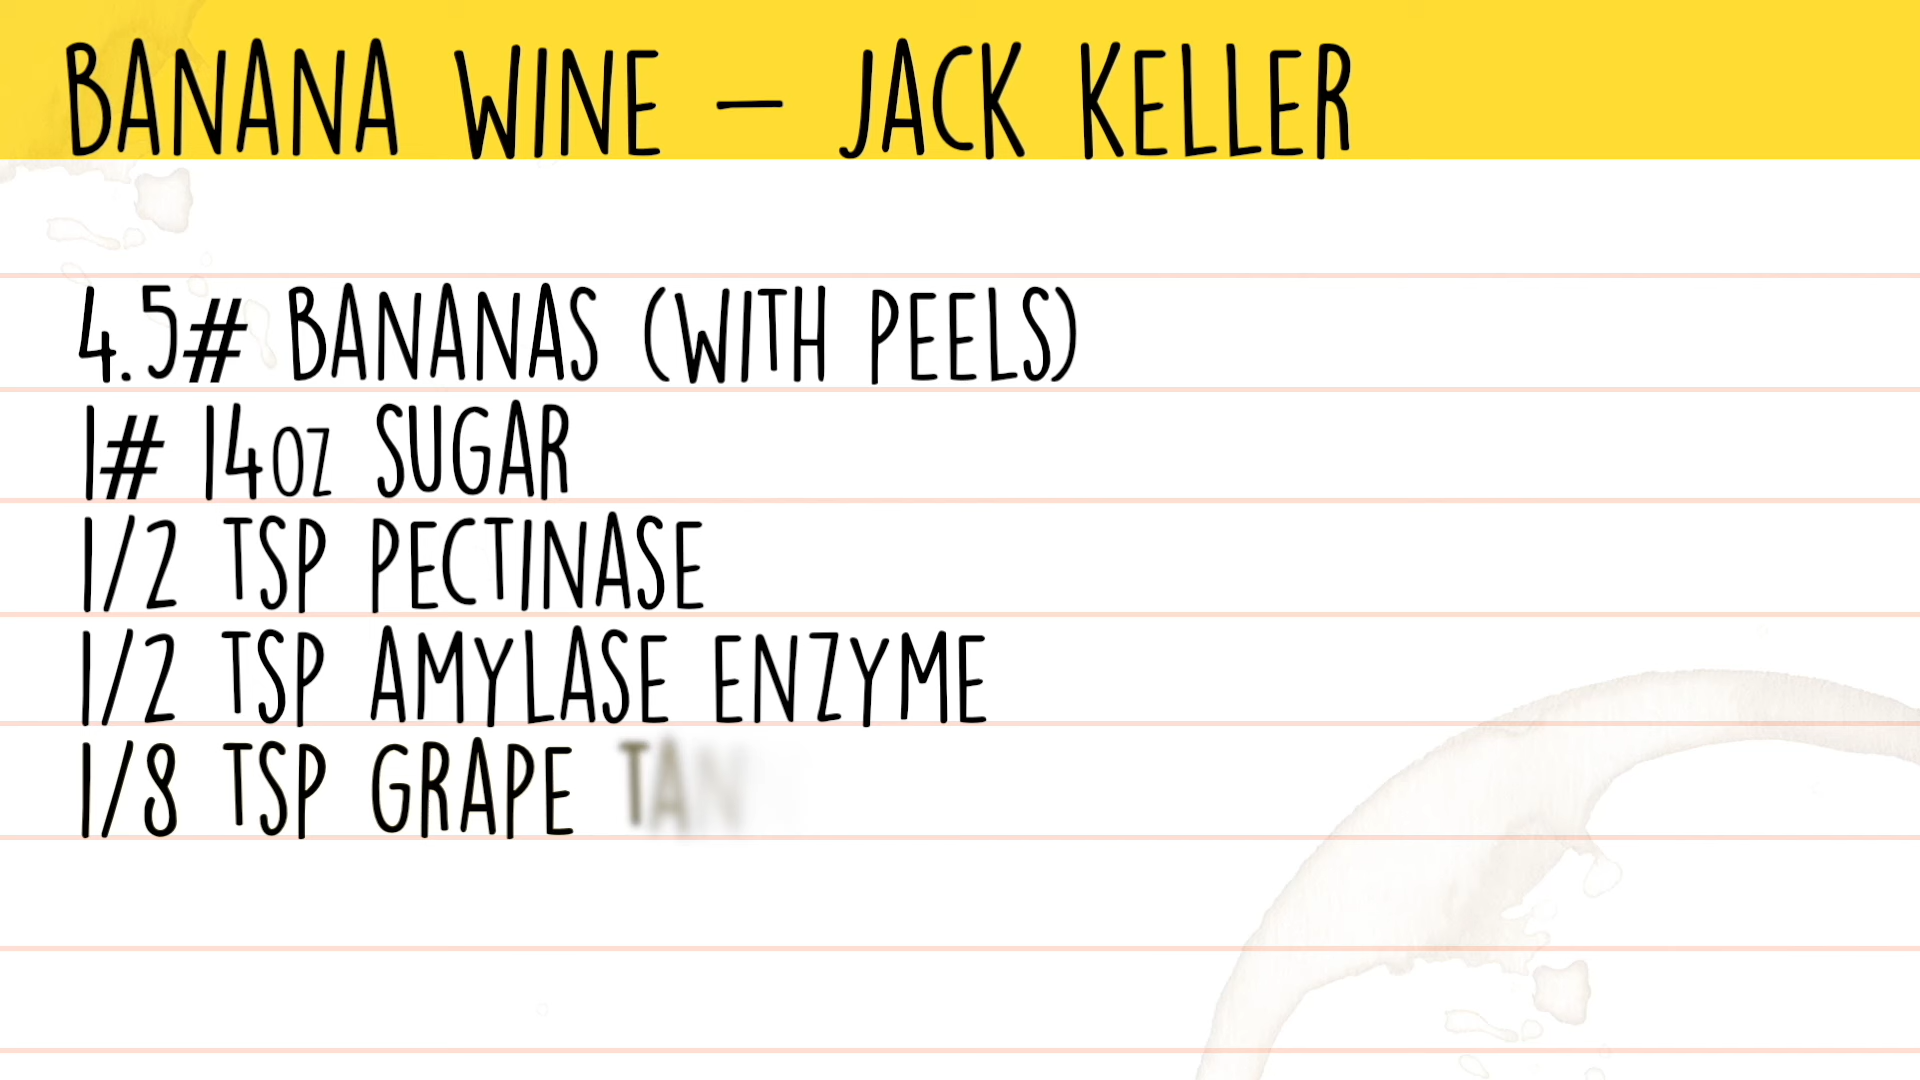 BANANA WINE – JACK KELLER
4.5# BANANAS (WITH PEELS)
1# 14OZ SUGAR
1/2 TSP PECTINASE
1/2 TSP AMYLASE ENZYME
1/8 TSP GRAPE TAN